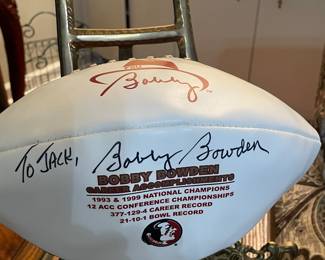 FSU
Bobby
TO JACK, Bobby Bowden
BOBBY BOWDEN
CAREER ACCOMPLISHMENTS
1993 & 1999 NATIONAL CHAMPIONS
12 ACC CONFERENCE CHAMPIONSHIPS
377-129-4 CAREER RECORD
21-10-1 BOWL RECORD